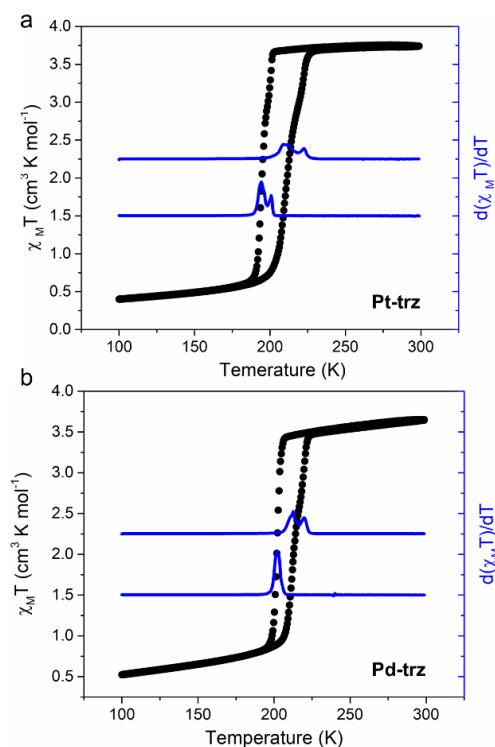 a
4.0
3.5
3.0
2.5
2.0
1.5
1.0
0.5
0.0
χ MT (cm3 K mol-1)
d(χ MT)/dT
Pt-trz
100 150 200 250 300
Temerature (K)
b
4.0
3.5
3.0
2.5
2.0
1.5
1.0
0.5
χMT (cm3 K mol-1)
d(χMT)/dT
Pd-trz
100 150 200 250 300
Temperature (K)